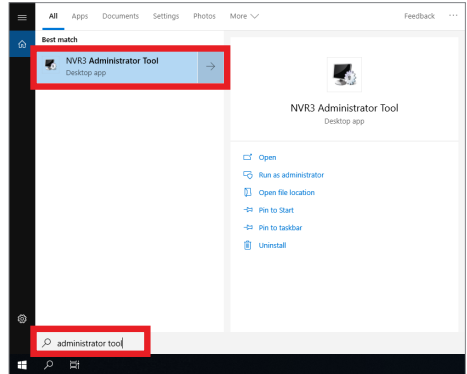 All Apps Documents Settings Photos More Feedback ...
Best match
NVR3 Administrator Tool
Desktop app
NVR3 Administrator Tool
Desktop app
Open
Run as administrator
Open file location
Pin to Start
Pin to taskbar
Uninstall
administrator tool